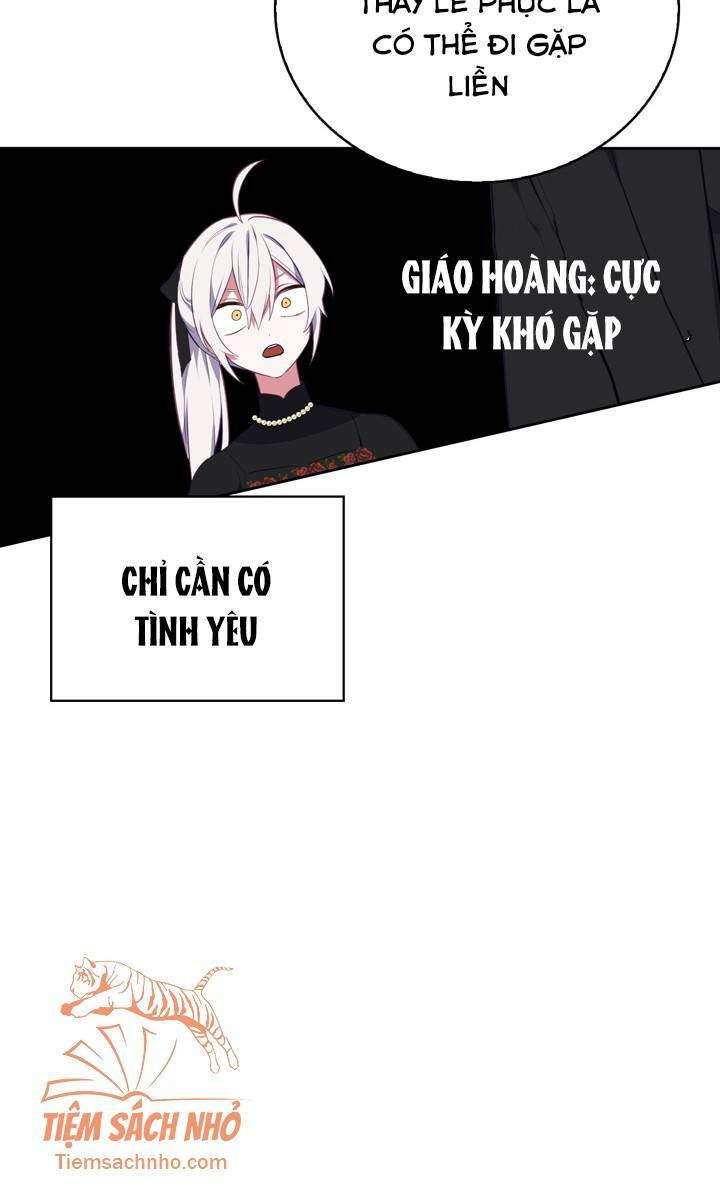 THAY LỄ PHỤC LÀ
CÓ THỂ ĐI GẶP
LIỀN
GIÁO HOÀNG: CỰC
KỲ KHÓ GẶP
CHỈ CẦN CÓ
TÌNH YÊU
TIỆM SÁCH NHỎ
Tiemsachnho.com